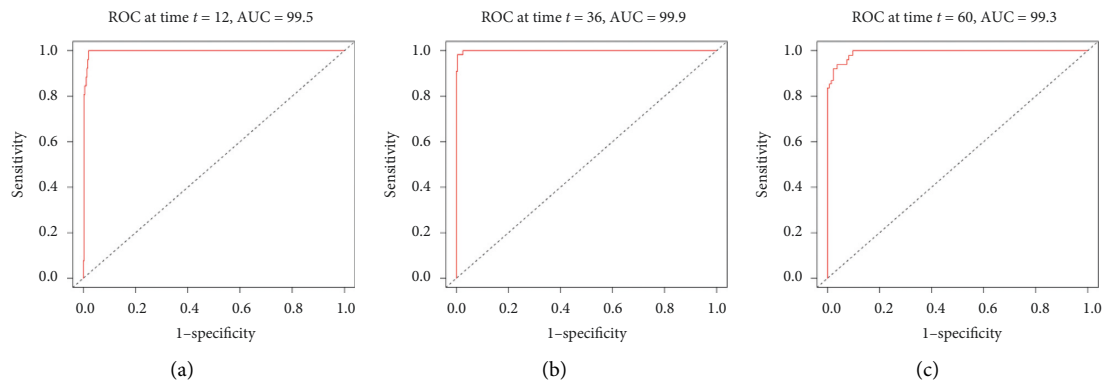 ROC at time t = 12, AUC = 99.5
1.0
0.8
0.6
0.4
0.2
0.0
Sensitivity
0.0 0.2 0.4 0.6 0.8 1.0
1–specificity
(a)
ROC at time t = 36, AUC = 99.9
1.0
0.8
0.6
0.4
0.2
0.0
Sensitivity
0.0 0.2 0.4 0.6 0.8 1.0
1–specificity
(b)
ROC at time t = 60, AUC = 99.3
1.0
0.8
0.6
0.4
0.2
0.0
Sensitivity
0.0 0.2 0.4 0.6 0.8 1.0
1–specificity
(c)